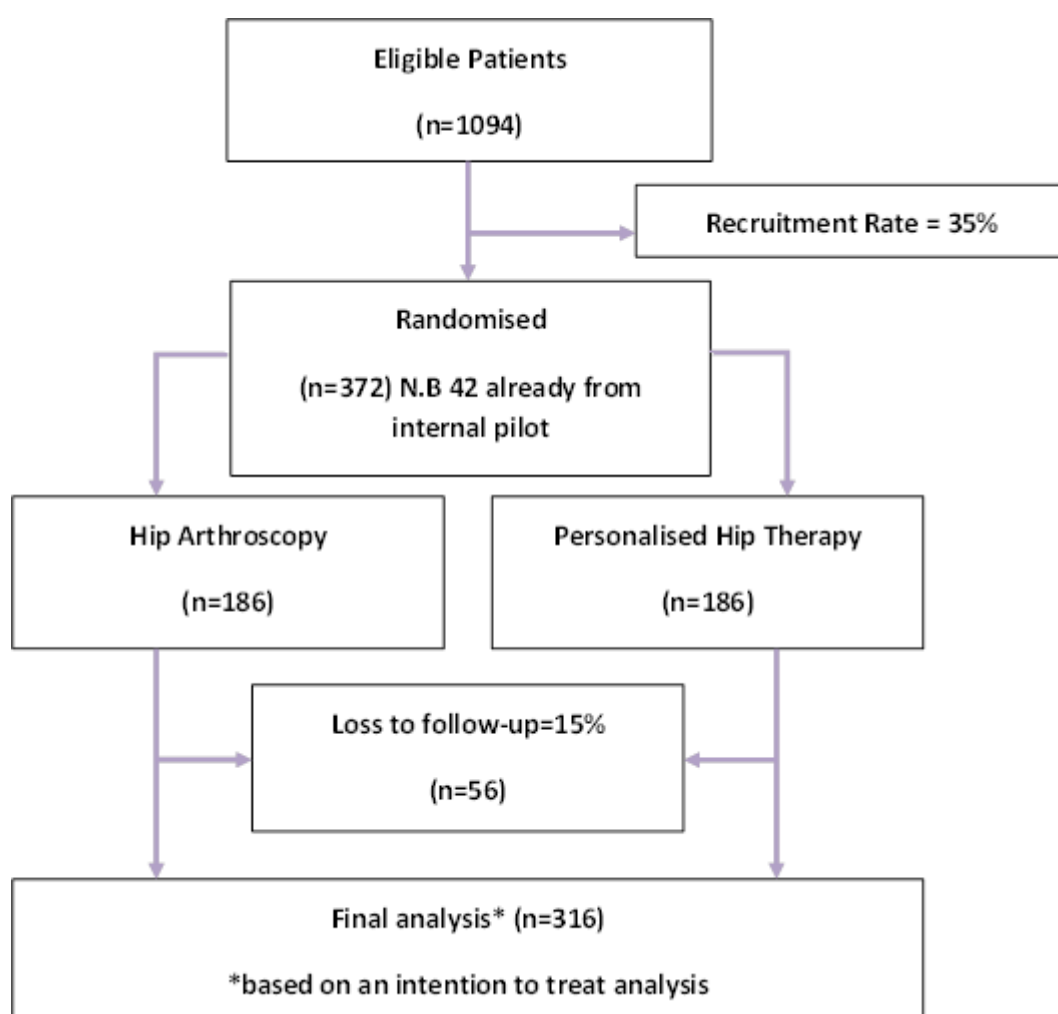 Eligible Patients
(n=1094)
Recruitment Rate = 35%
Randomised
(n=372) N.B 42 already from
internal pilot
Hip Arthroscopy
(n=186)
Personalised Hip Therapy
(n=186)
Loss to follow-up=15%
(n=56)
Final analysis* (n=316)
*based on an intention to treat analysis